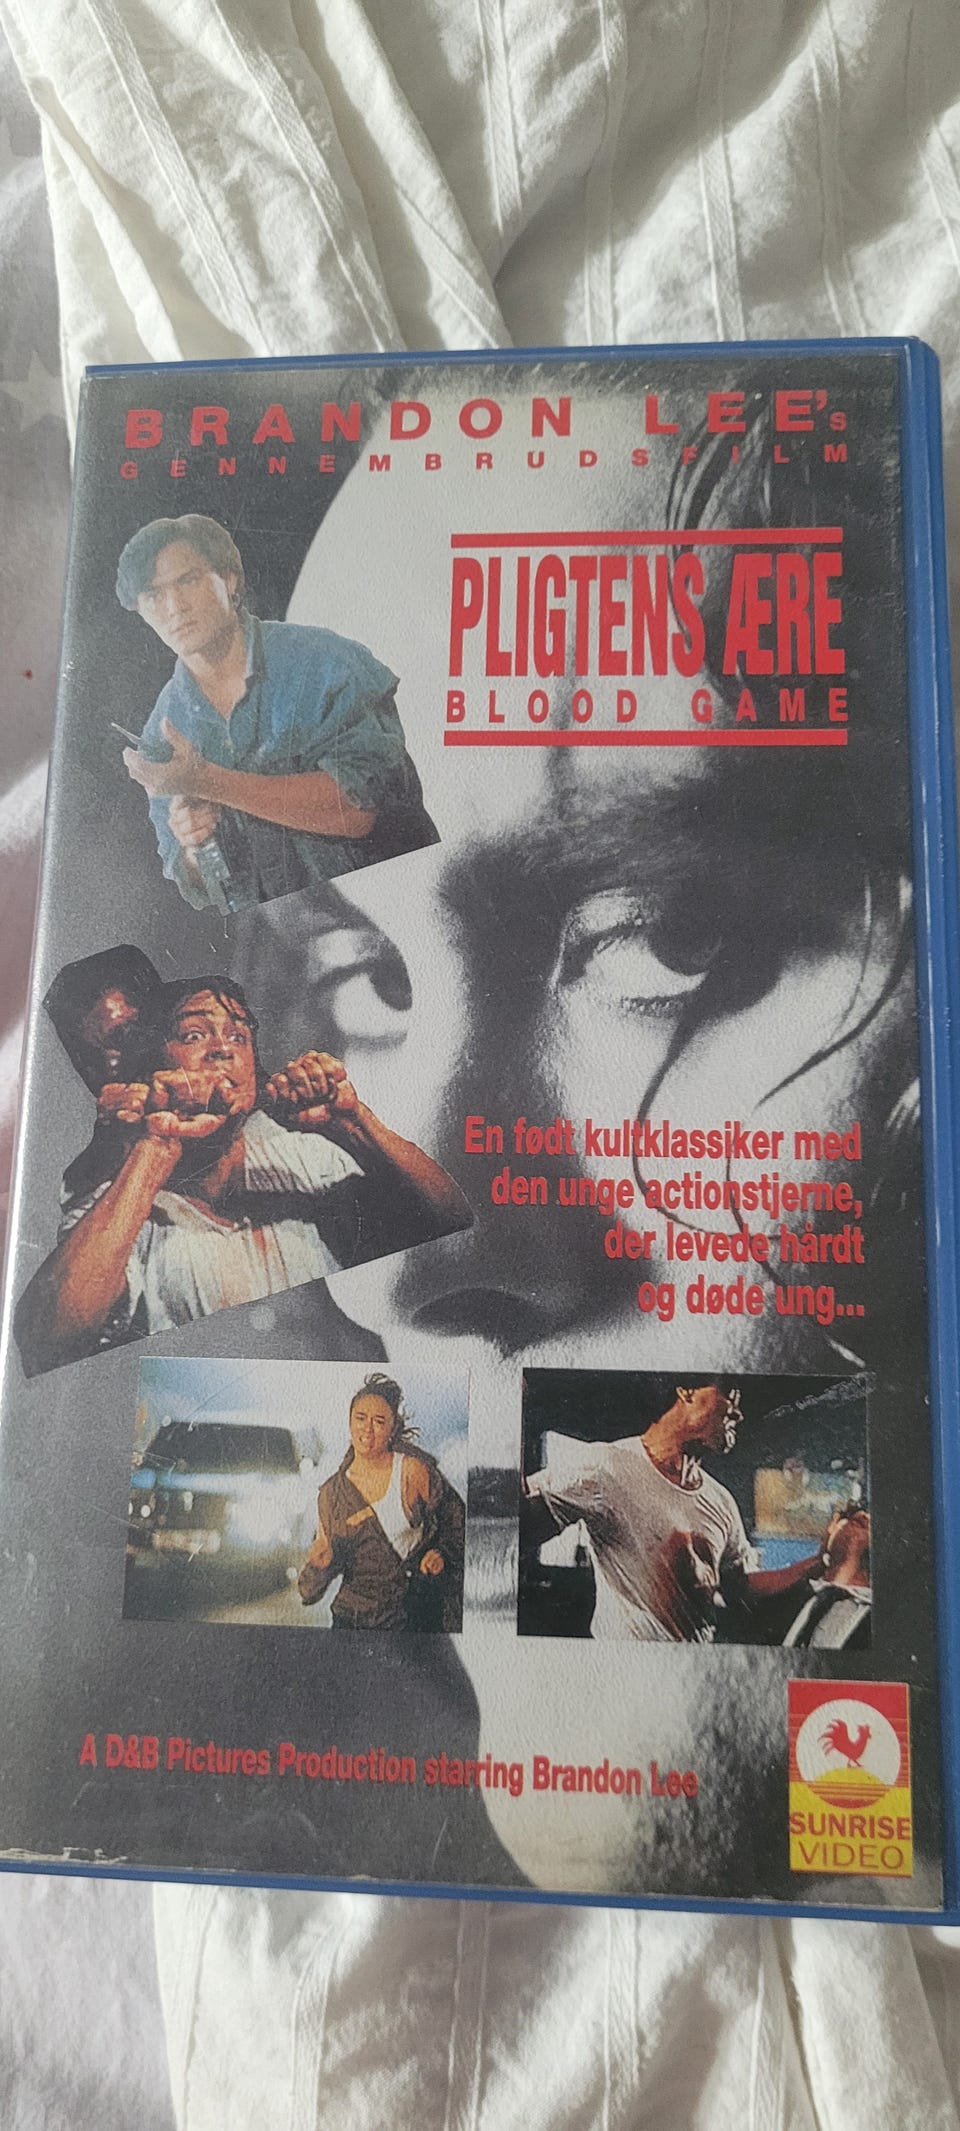 BRANDON LEE's
GENNEMBRUDSFILM
PLIGTENS ÆRE
BLOOD GAME
En født kultklassiker med
den unge actionstjerne,
der levede hårdt
og døde ung...
A D&B Pictures Production starring Brandon Lee
SUNRISE
VIDEO